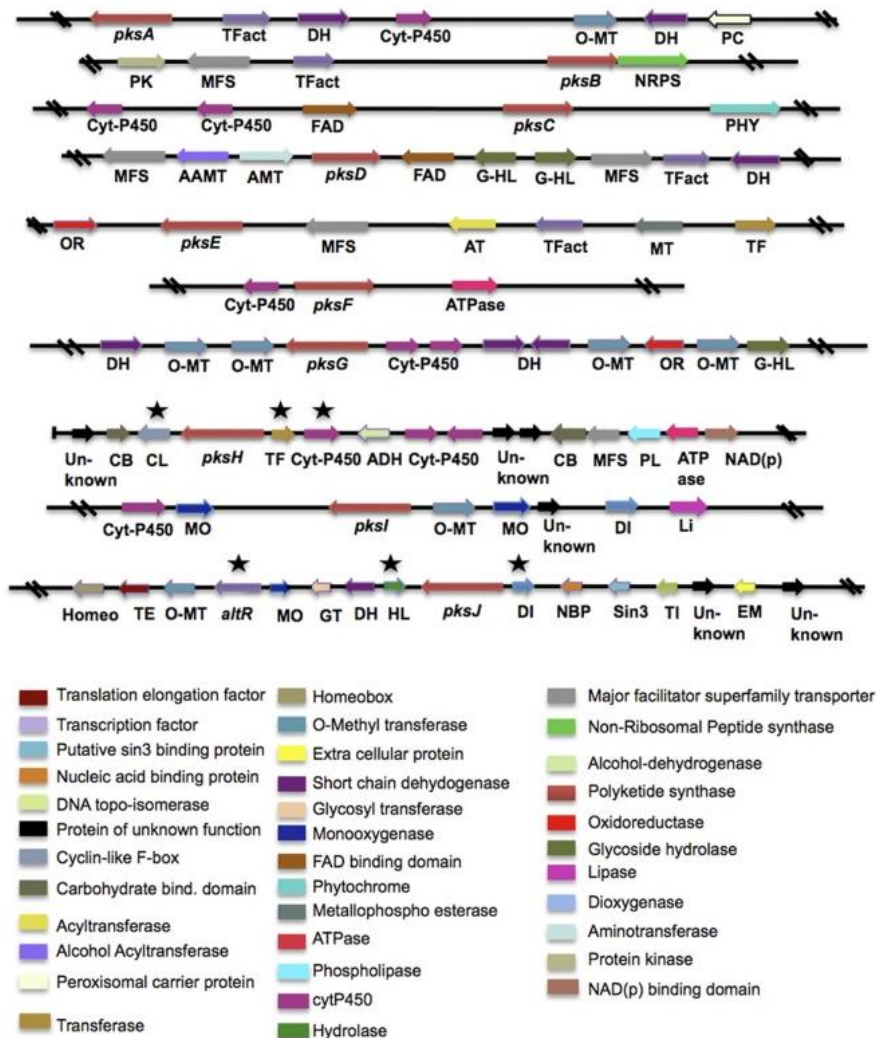 pksA TFact DH Cyt-P450 O-MT DH PC
PK MFS TFact pksB NRPS
Cyt-P450 Cyt-P450 FAD pksC PHY
MFS AAMT AMT pksD FAD G-HL G-HL MFS TFact DH
OR pksE MFS AT TFact MT TF
Cyt-P450 pksF ATPase
DH O-MT O-MT pksG Cyt-P450 DH O-MT OR O-MT G-HL
Un-known CB CL pksH TF Cyt-P450 ADH Cyt-P450 Un-known CB MFS PL ATPase NAD(p)
Cyt-P450 MO pksI O-MT MO Un-known DI Li
Homeo TE O-MT altR MO GT DH HL pksJ DI NBP Sin3 TI Un-known EM Un-known
Translation elongation factor
Transcription factor
Putative sin3 binding protein
Nucleic acid binding protein
DNA topo-isomerase
Protein of unknown function
Cyclin-like F-box
Carbohydrate bind. domain
Acyltransferase
Alcohol Acyltransferase
Peroxisomal carrier protein
Transferase
Homeobox
O-Methyl transferase
Extra cellular protein
Short chain dehydogenase
Glycosyl transferase
Monooxygenase
FAD binding domain
Phytochrome
Metallophospho esterase
ATPase
Phospholipase
cytP450
Hydrolase
Major facilitator superfamily transporter
Non-Ribosomal Peptide synthase
Alcohol-dehydrogenase
Polyketide synthase
Oxidoreductase
Glycoside hydrolase
Lipase
Dioxygenase
Aminotransferase
Protein kinase
NAD(p) binding domain